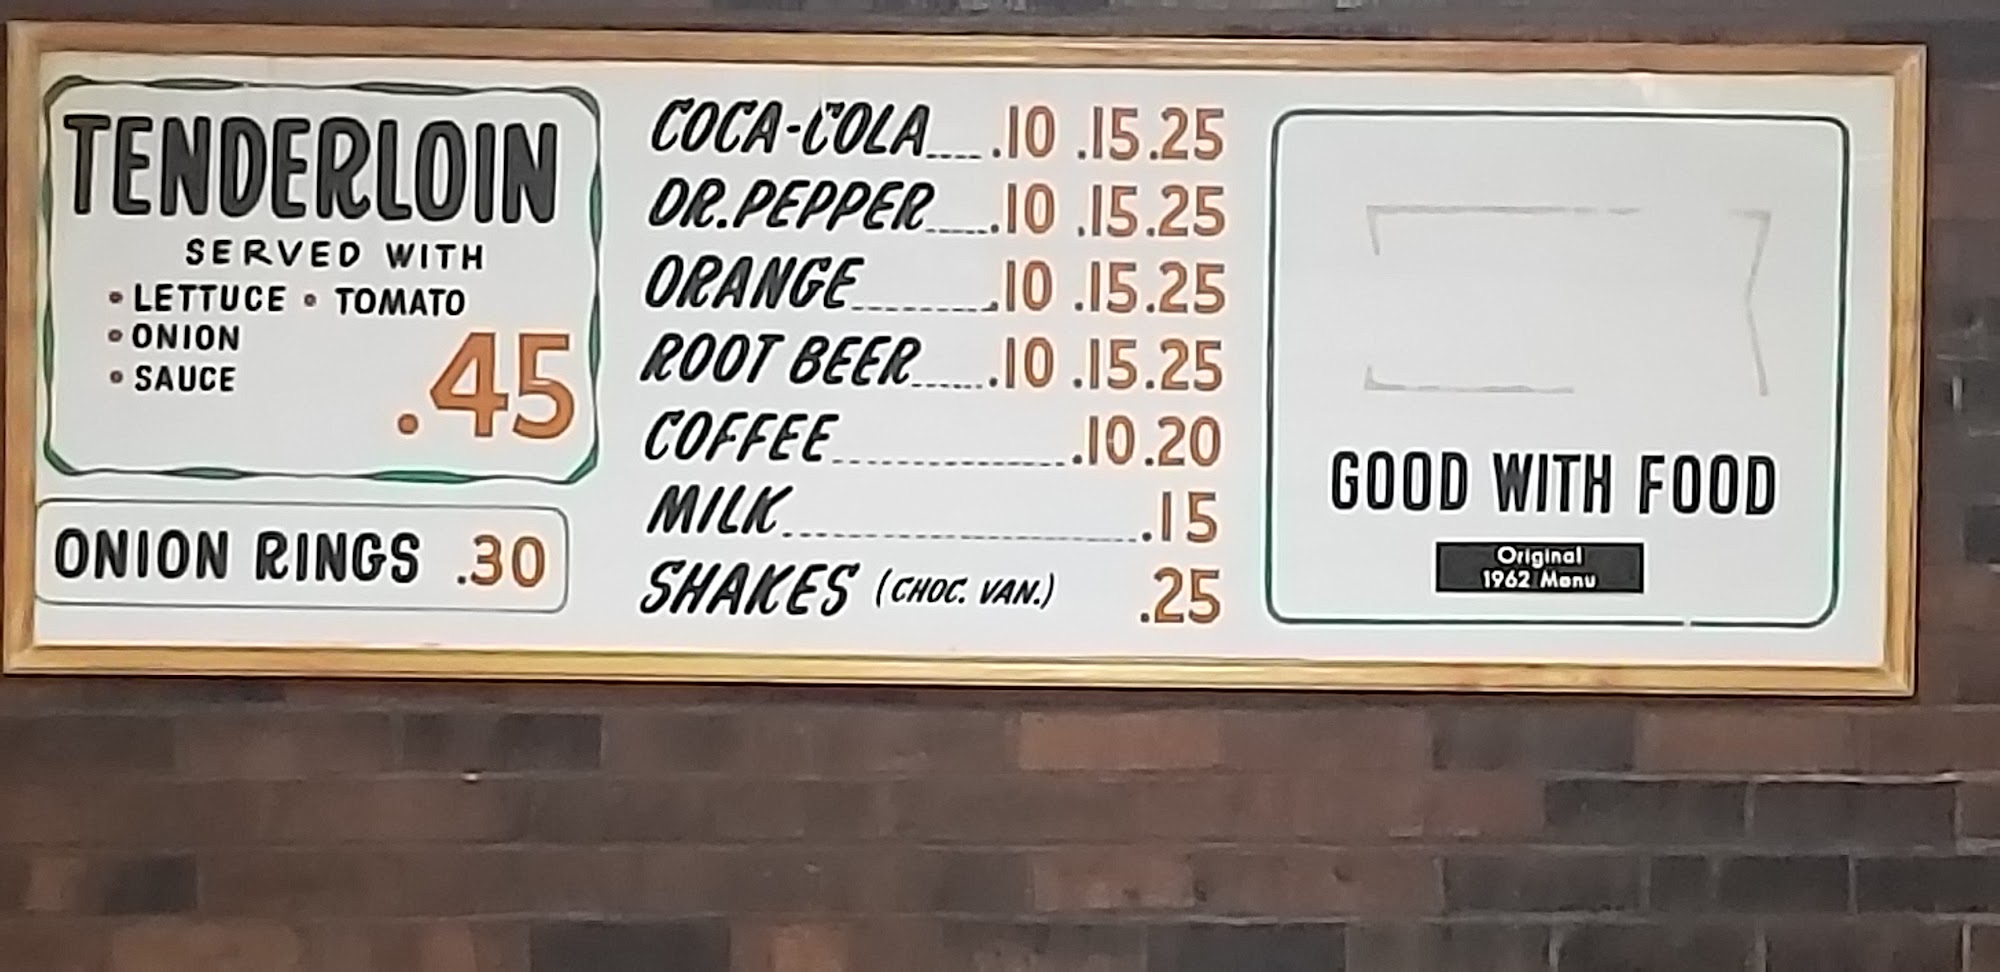 TENDERLOIN
SERVED WITH
• LETTUCE • TOMATO
• ONION
• SAUCE
.45
ONION RINGS .30
COCA-COLA....10 .15 .25
DR. PEPPER....10 .15 .25
ORANGE....10 .15 .25
ROOT BEER....10 .15 .25
COFFEE....10 .20
MILK....15
SHAKES (CHOC. VAN.) .25
GOOD WITH FOOD
Original
1962 Menu